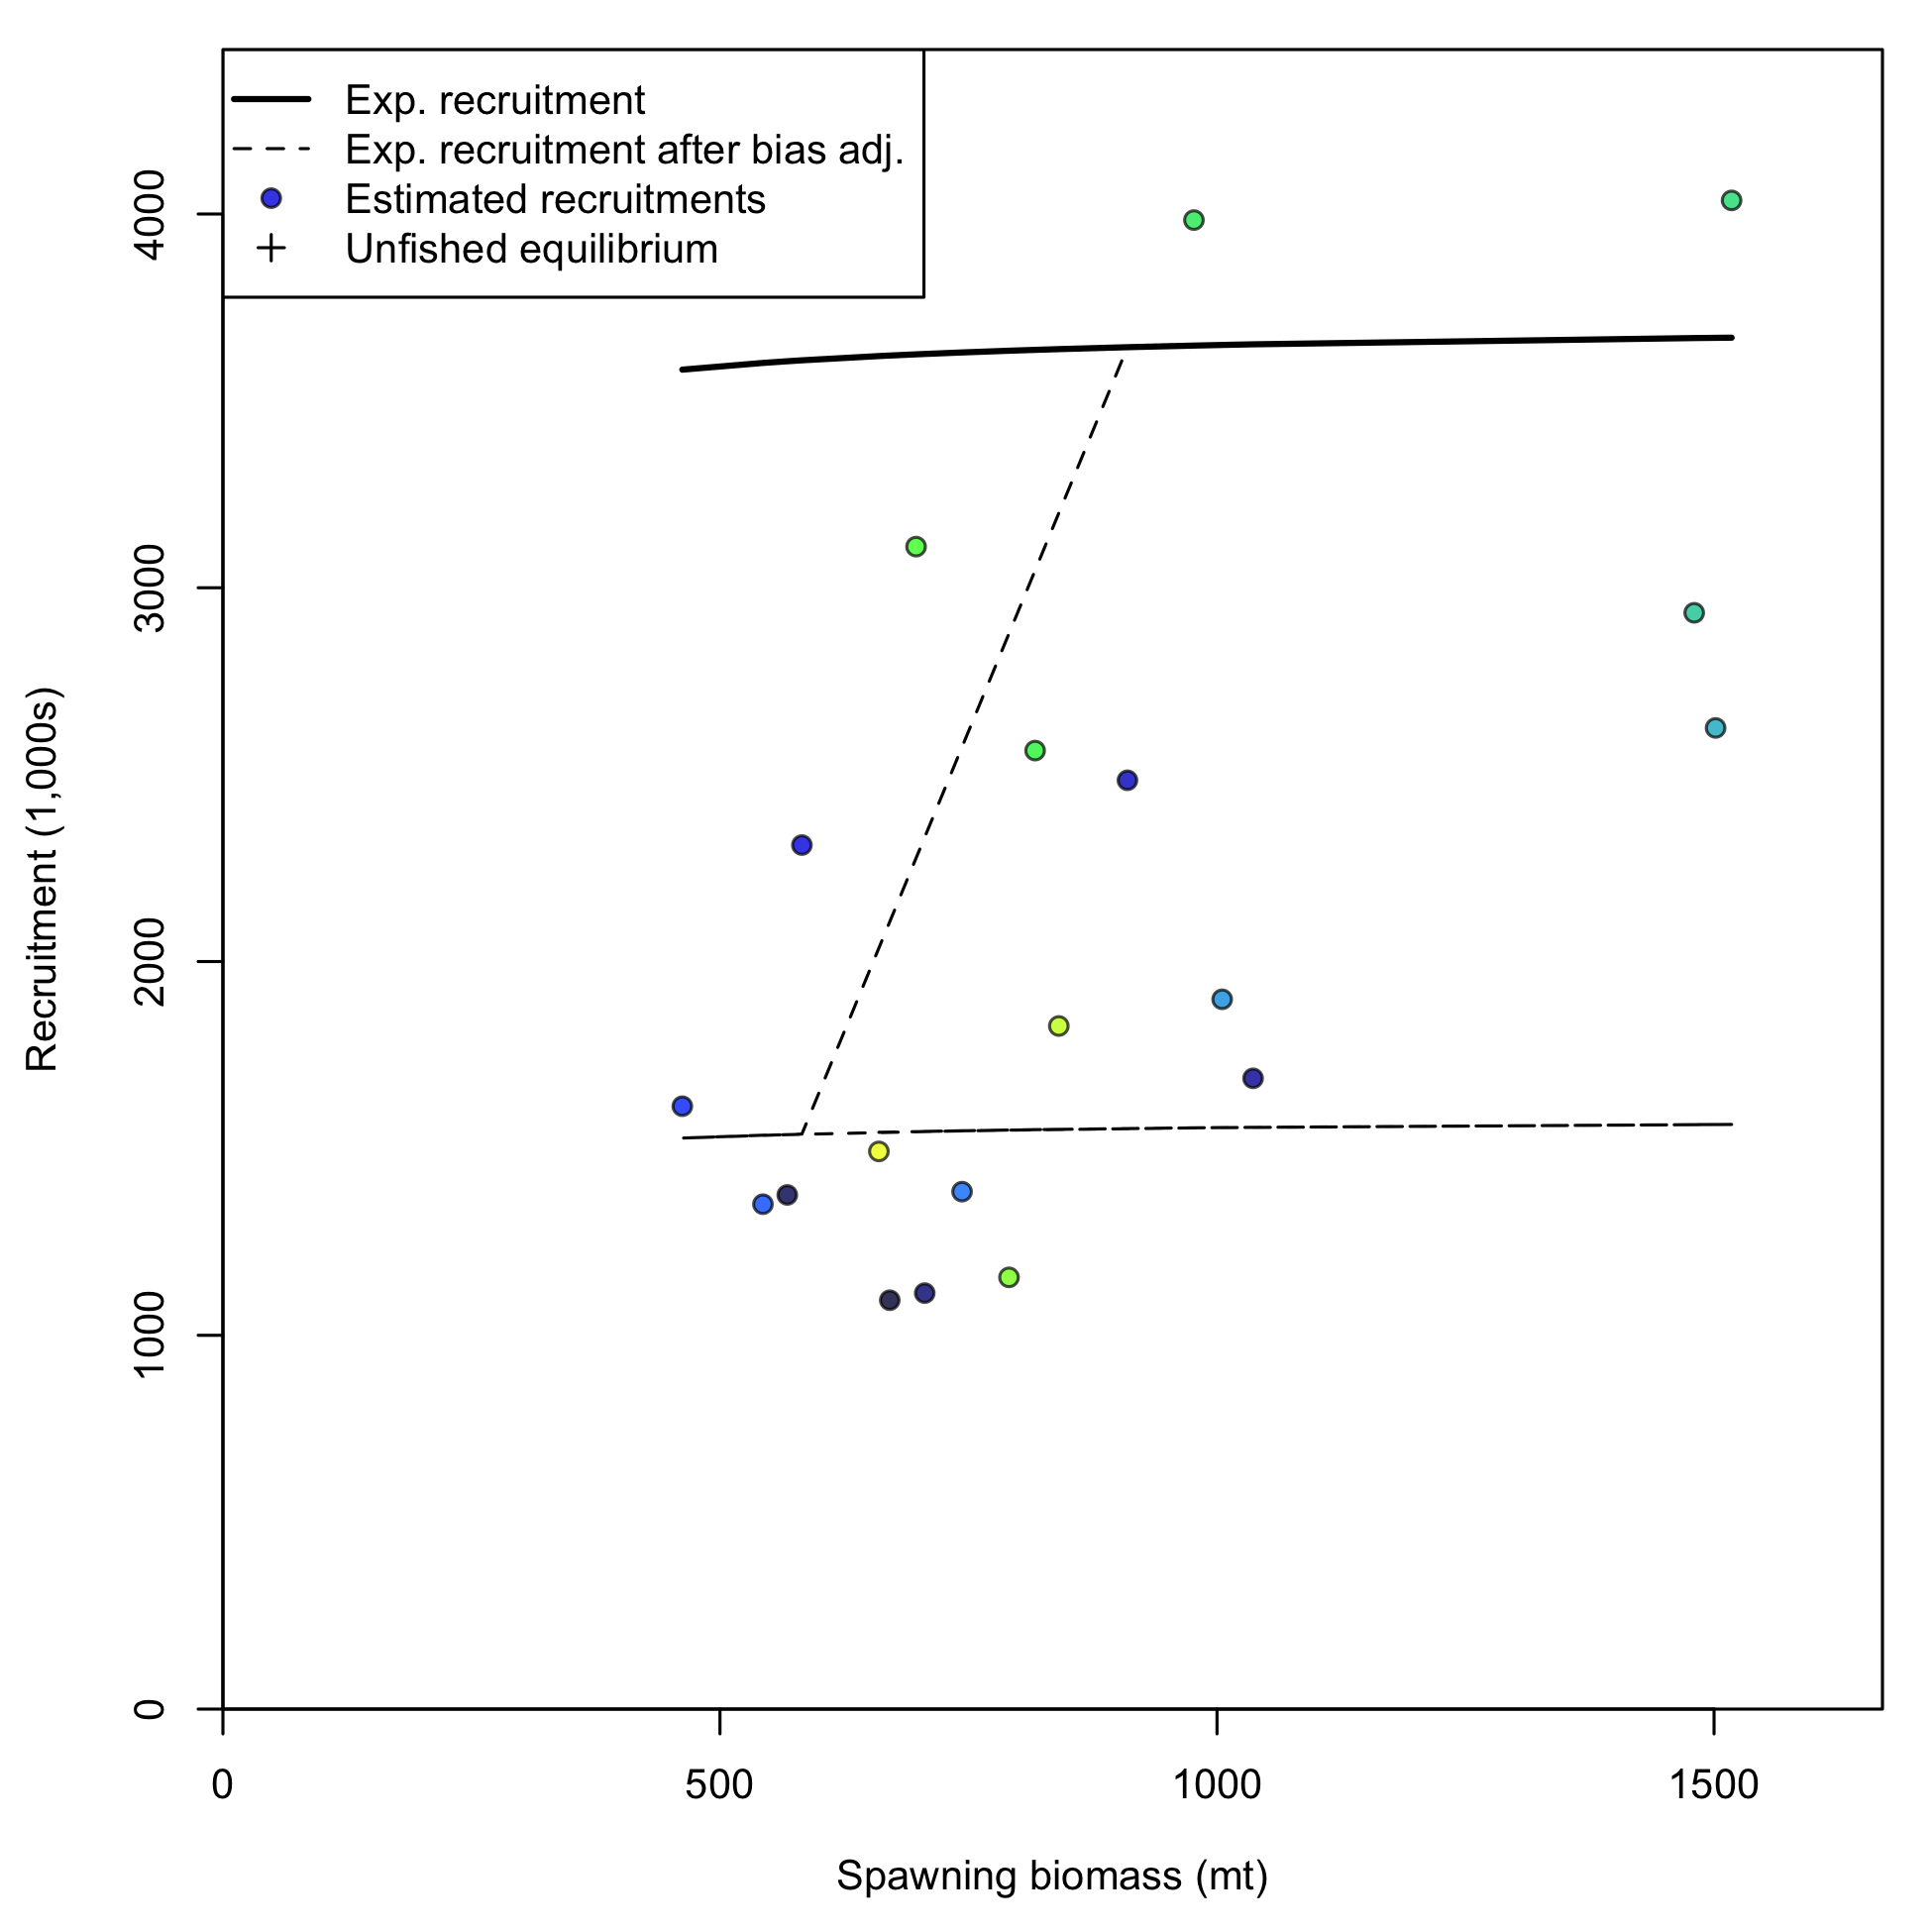 Exp. recruitment
Exp. recruitment after bias adj.
Estimated recruitments
Unfished equilibrium
Recruitment (1,000s)
4000
3000
2000
1000
0
0 500 1000 1500
Spawning biomass (mt)